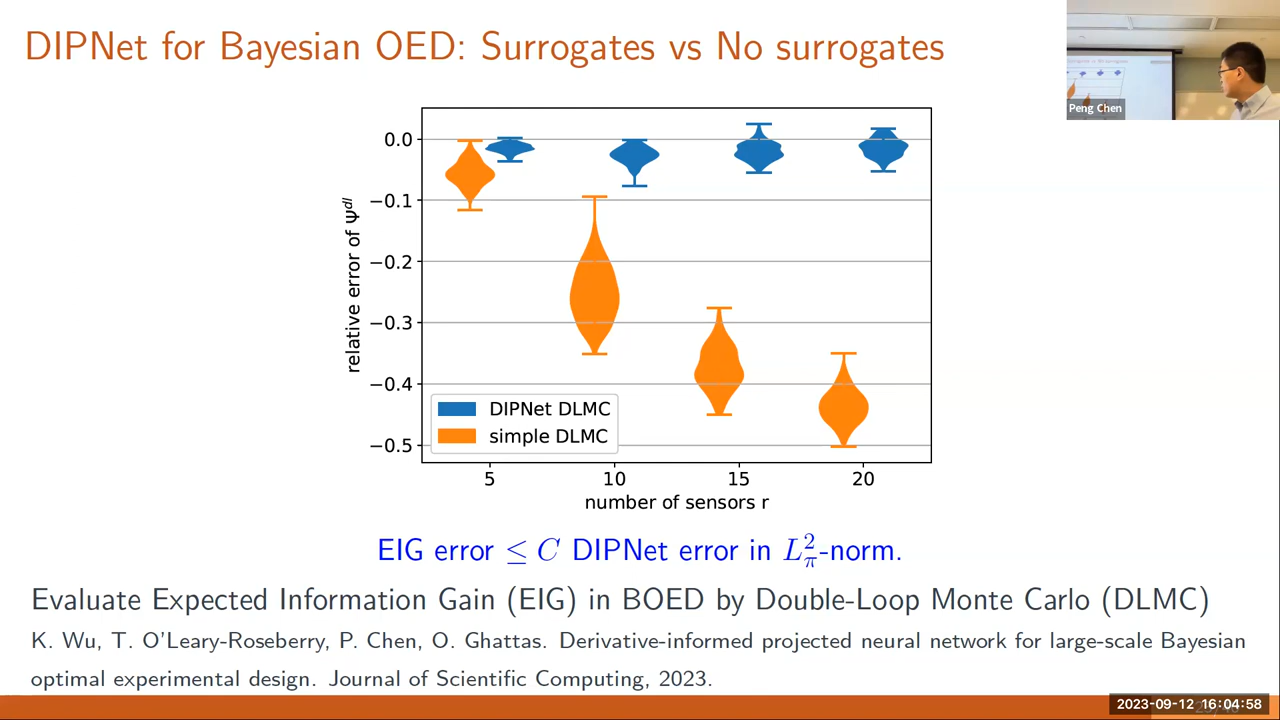 DIPNet for Bayesian OED: Surrogates vs No surrogates
Peng Chen
0.0
−0.1
−0.2
−0.3
−0.4
−0.5
relative error of Ψ^dl
DIPNet DLMC
simple DLMC
5 10 15 20
number of sensors r
EIG error ≤ C DIPNet error in L²_π-norm.
Evaluate Expected Information Gain (EIG) in BOED by Double-Loop Monte Carlo (DLMC)
K. Wu, T. O'Leary-Roseberry, P. Chen, O. Ghattas. Derivative-informed projected neural network for large-scale Bayesian
optimal experimental design. Journal of Scientific Computing, 2023.
2023-09-12 16:04:58